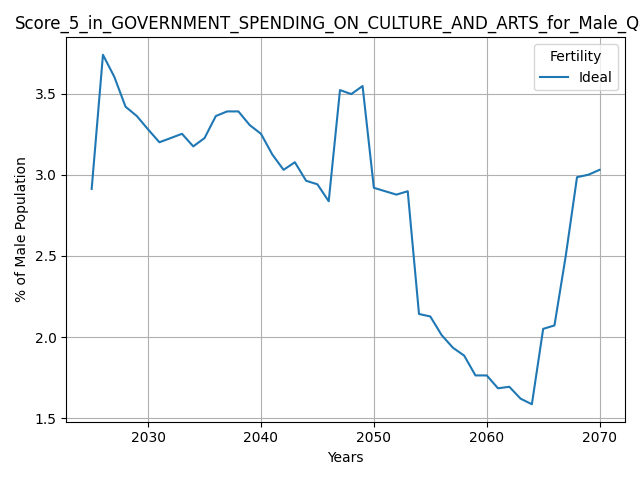 Score_5_in_GOVERNMENT_SPENDING_ON_CULTURE_AND_ARTS_for_Male_Q
Fertility
Ideal
% of Male Population
3.5
3.0
2.5
2.0
1.5
2030 2040 2050 2060 2070
Years